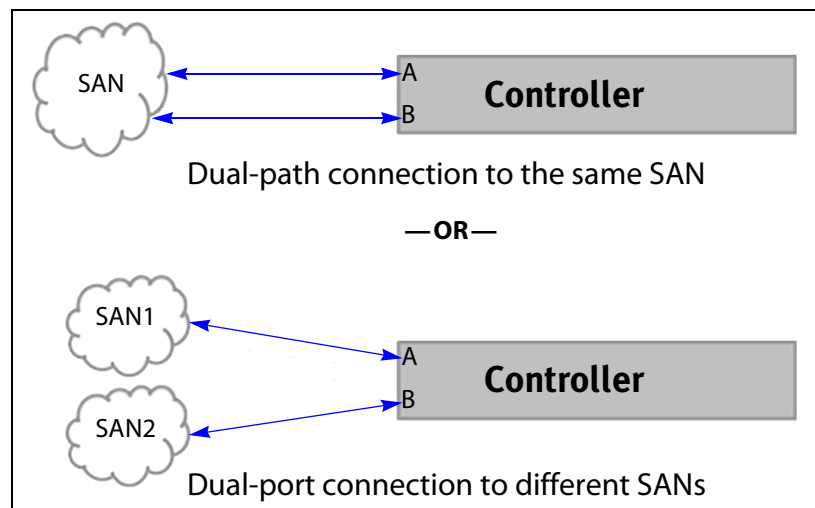 SAN
A
Controller
B
Dual-path connection to the same SAN
—OR—
SAN1
A
Controller
B
SAN2
Dual-port connection to different SANs